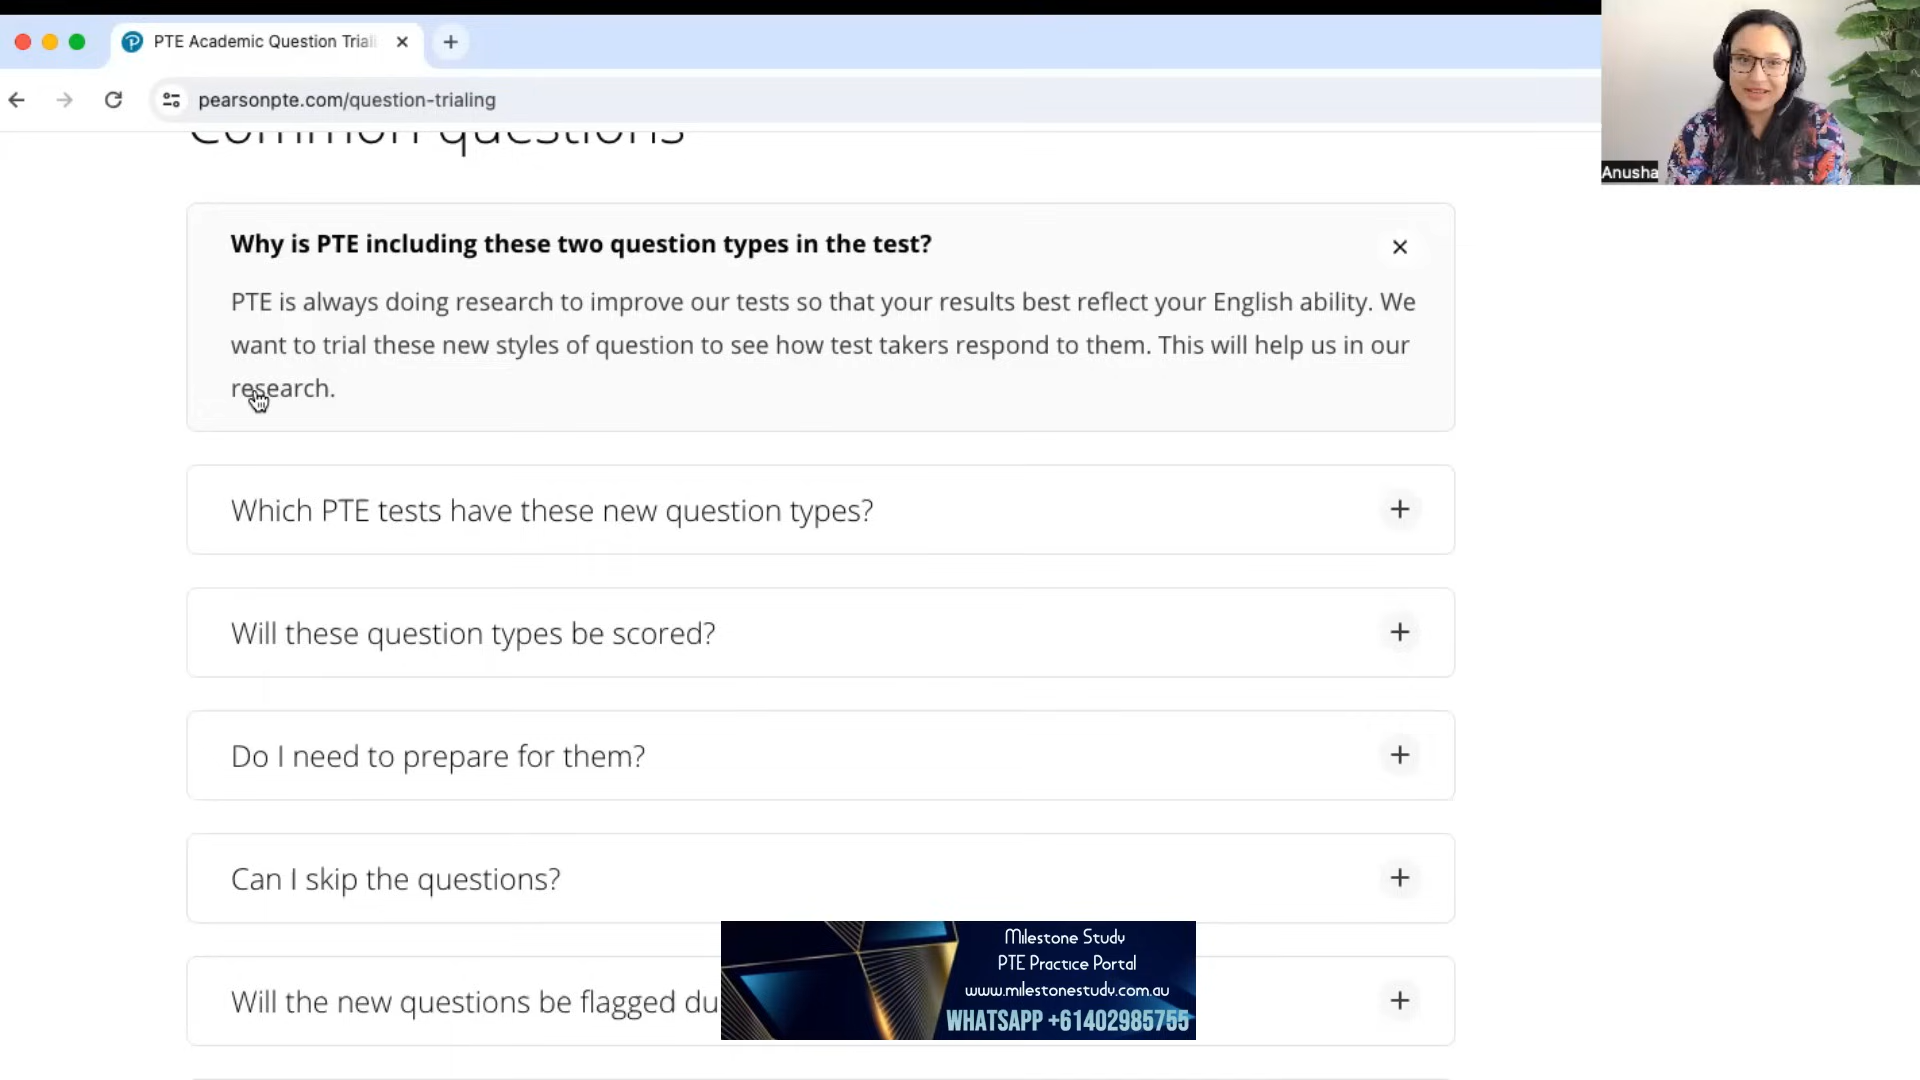 PTE Academic Question Triali
pearsonpte.com/question-trialing
Anusha
Common questions
Why is PTE including these two question types in the test?
PTE is always doing research to improve our tests so that your results best reflect your English ability. We
want to trial these new styles of question to see how test takers respond to them. This will help us in our
research.
Which PTE tests have these new question types?
Will these question types be scored?
Do I need to prepare for them?
Can I skip the questions?
Will the new questions be flagged du
Milestone Study
PTE Practice Portal
www.milestonestudy.com.au
WHATSAPP +61402985755